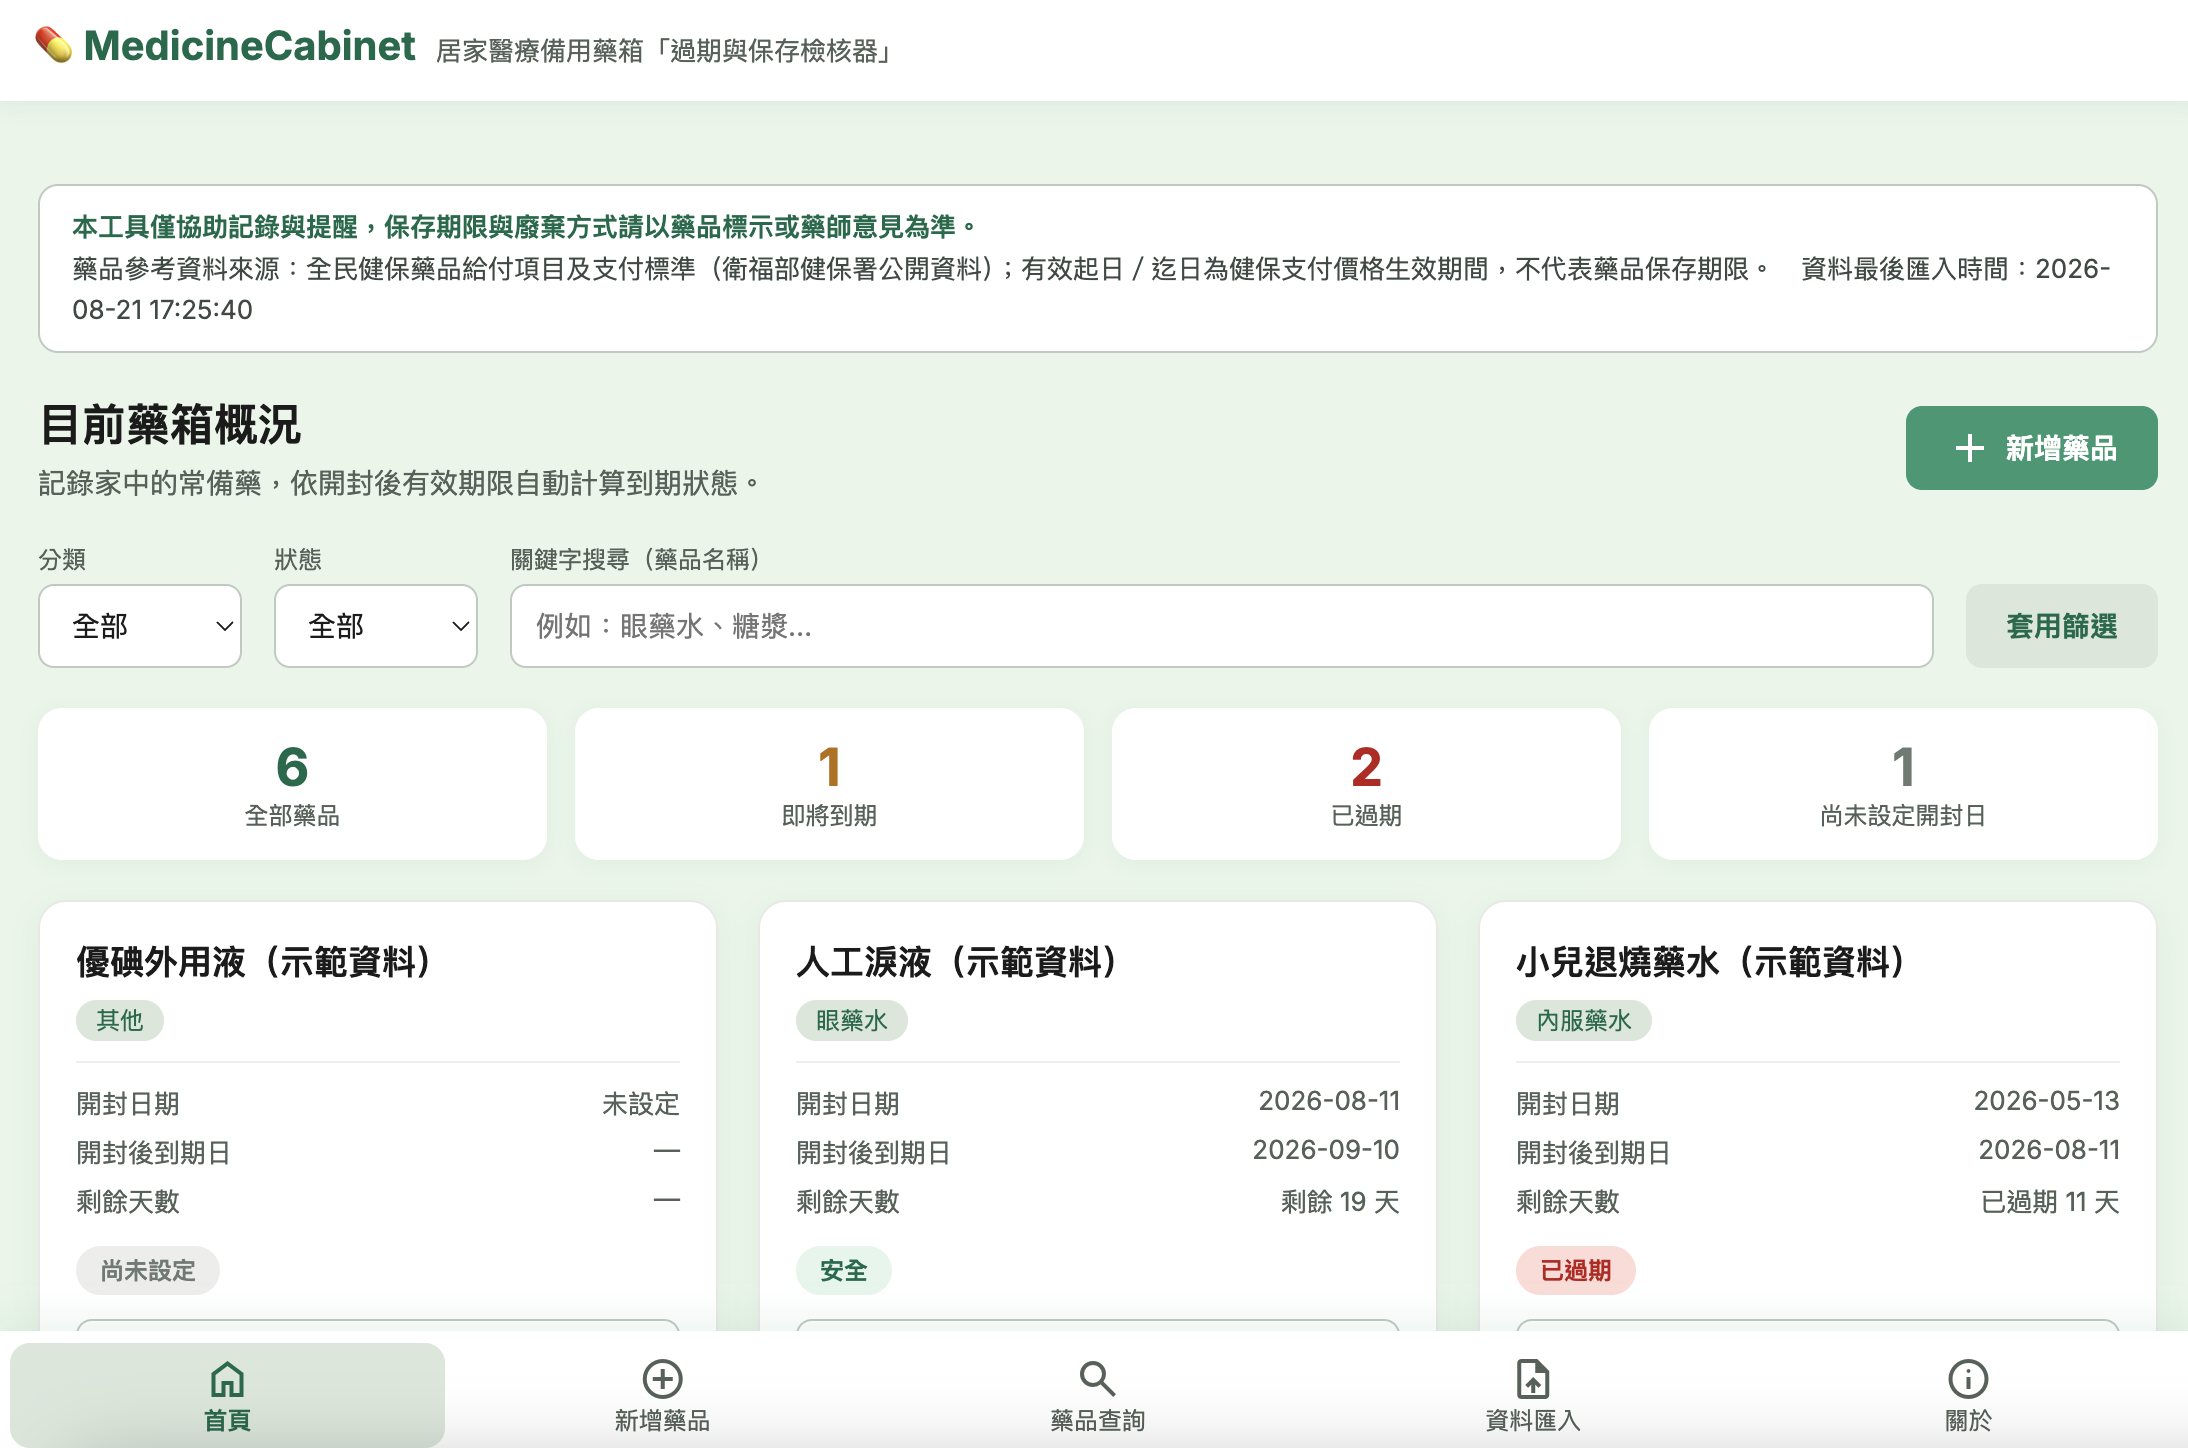 MedicineCabinet 居家醫療備用藥箱「過期與保存檢核器」
本工具僅協助記錄與提醒，保存期限與廢棄方式請以藥品標示或藥師意見為準。
藥品參考資料來源：全民健保藥品給付項目及支付標準（衛福部健保署公開資料）；有效起日 / 迄日為健保支付價格生效期間，不代表藥品保存期限。 資料最後匯入時間：2026-
08-21 17:25:40
目前藥箱概況
記錄家中的常備藥，依開封後有效期限自動計算到期狀態。
新增藥品
分類 狀態 關鍵字搜尋（藥品名稱）
全部 全部 例如：眼藥水、糖漿... 套用篩選
6 1 2 1
全部藥品 即將到期 已過期 尚未設定開封日
優碘外用液（示範資料）
其他
開封日期 未設定
開封後到期日 —
剩餘天數 —
尚未設定
人工淚液（示範資料）
眼藥水
開封日期 2026-08-11
開封後到期日 2026-09-10
剩餘天數 剩餘 19 天
安全
小兒退燒藥水（示範資料）
內服藥水
開封日期 2026-05-13
開封後到期日 2026-08-11
剩餘天數 已過期 11 天
已過期
首頁 新增藥品 藥品查詢 資料匯入 關於